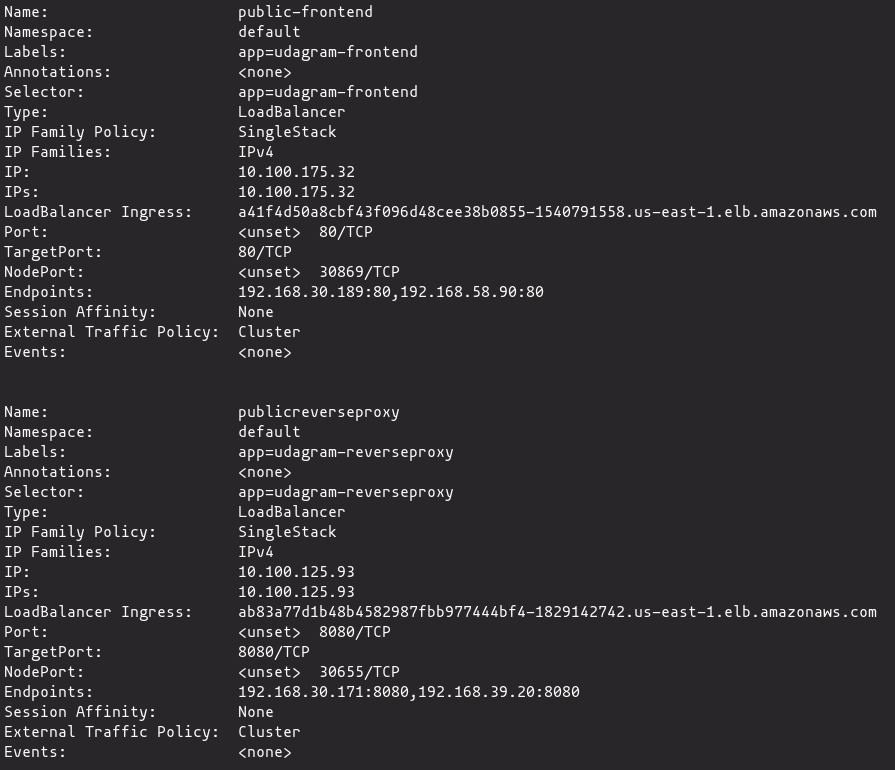 Name: public-frontend
Namespace: default
Labels: app=udagram-frontend
Annotations: <none>
Selector: app=udagram-frontend
Type: LoadBalancer
IP Family Policy: SingleStack
IP Families: IPv4
IP: 10.100.175.32
IPs: 10.100.175.32
LoadBalancer Ingress: a41f4d50a8cbf43f096d48cee38b0855-1540791558.us-east-1.elb.amazonaws.com
Port: <unset> 80/TCP
TargetPort: 80/TCP
NodePort: <unset> 30869/TCP
Endpoints: 192.168.30.189:80,192.168.58.90:80
Session Affinity: None
External Traffic Policy: Cluster
Events: <none>
Name: publicreverseproxy
Namespace: default
Labels: app=udagram-reverseproxy
Annotations: <none>
Selector: app=udagram-reverseproxy
Type: LoadBalancer
IP Family Policy: SingleStack
IP Families: IPv4
IP: 10.100.125.93
IPs: 10.100.125.93
LoadBalancer Ingress: ab83a77d1b48b4582987fbb977444bf4-1829142742.us-east-1.elb.amazonaws.com
Port: <unset> 8080/TCP
TargetPort: 8080/TCP
NodePort: <unset> 30655/TCP
Endpoints: 192.168.30.171:8080,192.168.39.20:8080
Session Affinity: None
External Traffic Policy: Cluster
Events: <none>